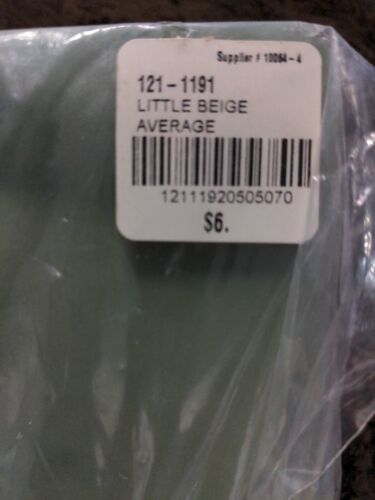 Supplier # 10064-4
121-1191
LITTLE BEIGE
AVERAGE
12111920505070
$6.